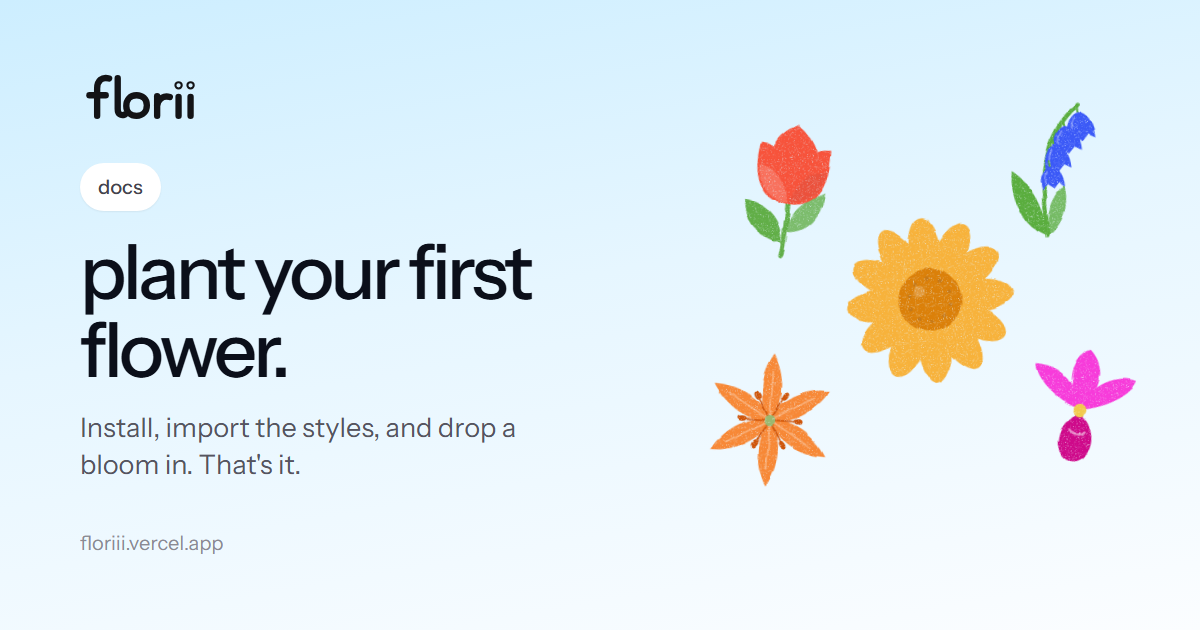 florii
docs
plant your first
flower.
Install, import the styles, and drop a
bloom in. That's it.
floriii.vercel.app